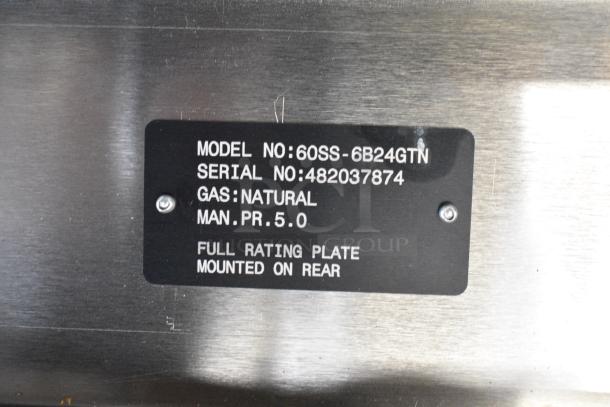 MODEL NO:60SS-6B24GTN
SERIAL NO:482037874
GAS:NATURAL
MAN.PR.5.0
FULL RATING PLATE
MOUNTED ON REAR